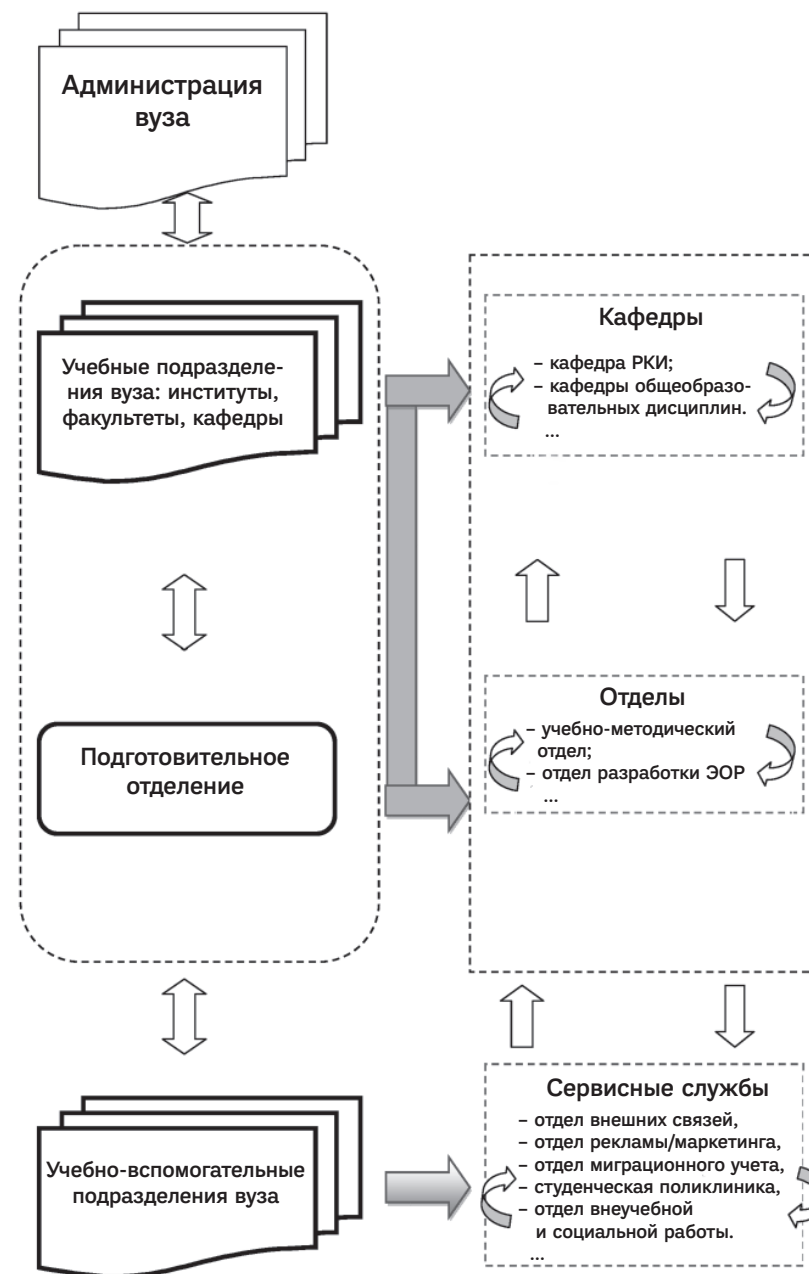 Администрация
вуза
Учебные подразделе-
ния вуза: институты,
факультеты, кафедры
Подготовительное
отделение
Учебно-вспомогательные
подразделения вуза
Кафедры
– кафедра РКИ;
– кафедры общеобразо-
вательных дисциплин.
...
Отделы
– учебно-методический
отдел;
– отдел разработки ЭОР
...
Сервисные службы
– отдел внешних связей,
– отдел рекламы/маркетинга,
– отдел миграционного учета,
– студенческая поликлиника,
– отдел внеучебной
и социальной работы.
...